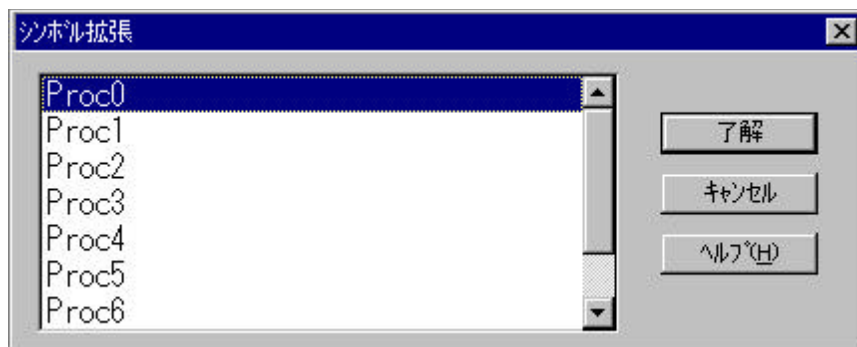 ｼﾝﾎﾞﾙ拡張
Proc0
Proc1
Proc2
Proc3
Proc4
Proc5
Proc6
了解
ｷｬﾝｾﾙ
ﾍﾙﾌﾟ(H)